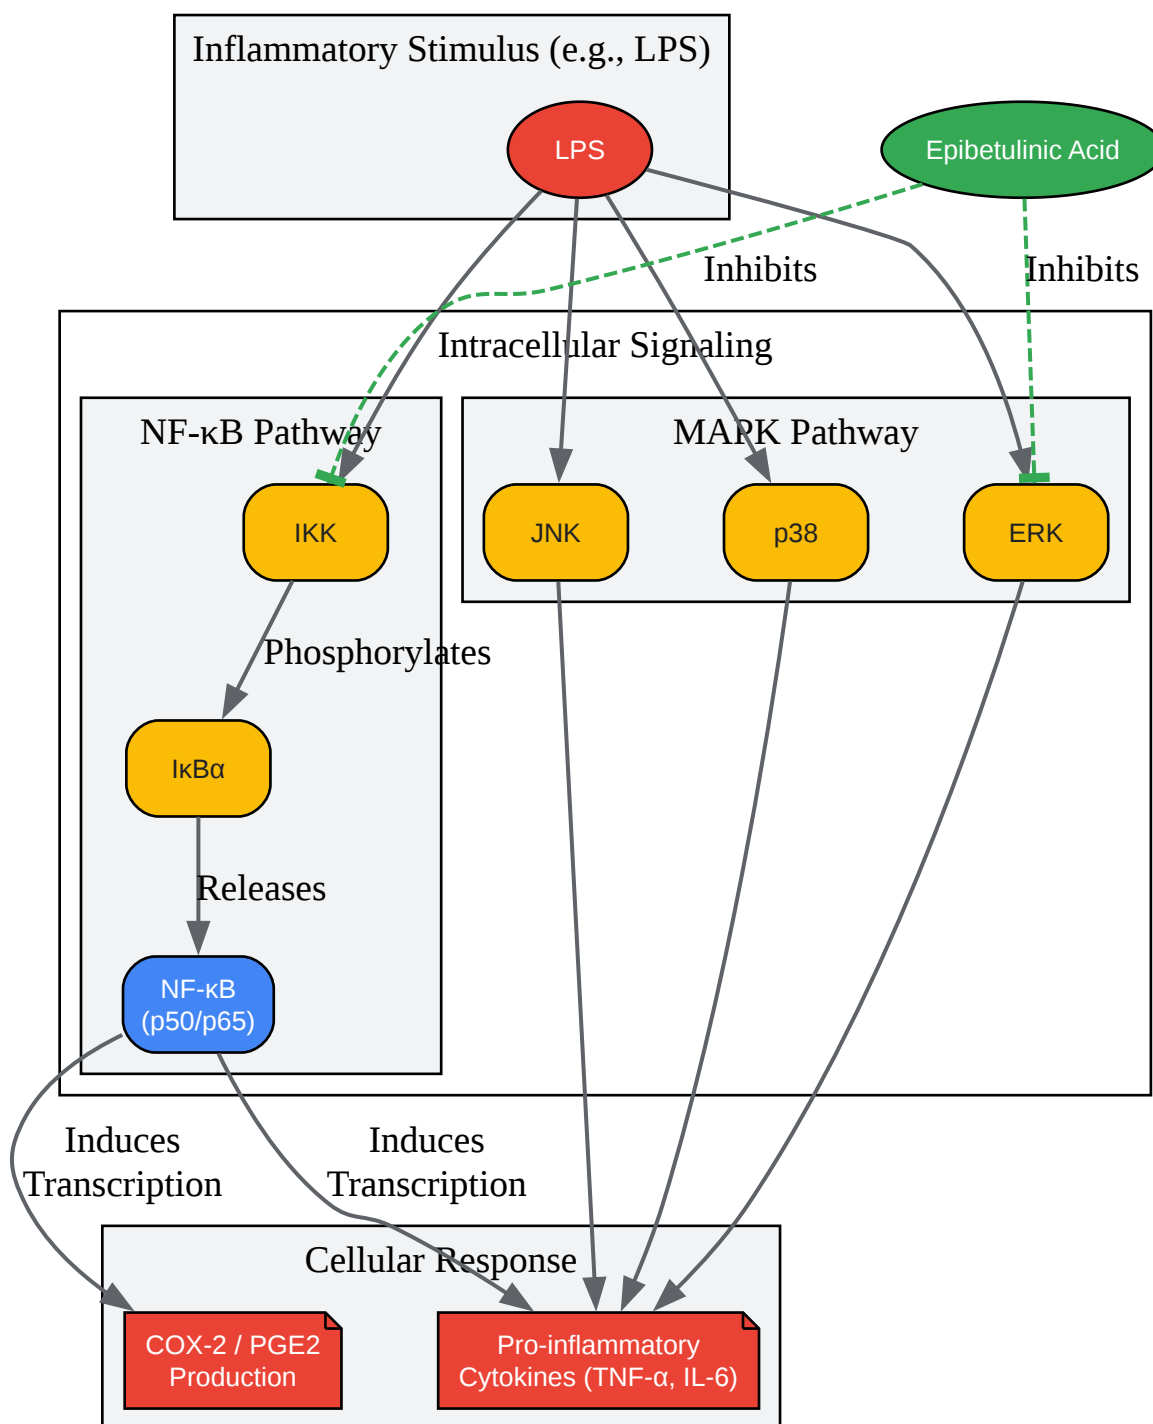 Inflammatory Stimulus (e.g., LPS)
LPS
Epibetulinic Acid
Inhibits
Inhibits
Intracellular Signaling
NF-κB Pathway
MAPK Pathway
IKK
JNK
p38
ERK
Phosphorylates
IκBα
Releases
NF-κB
(p50/p65)
Induces
Transcription
Induces
Transcription
Cellular Response
COX-2 / PGE2
Production
Pro-inflammatory
Cytokines (TNF-α, IL-6)